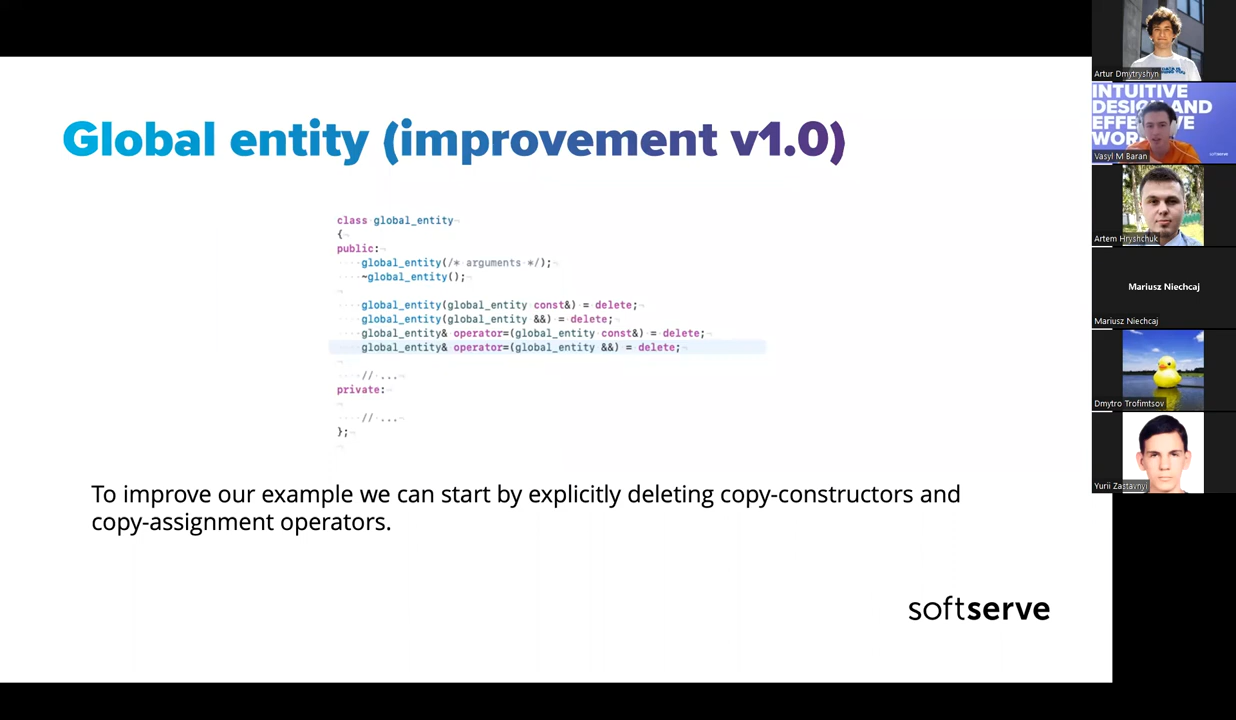 Global entity (improvement v1.0)
class global_entity
{
public:
global_entity(/* arguments */);
~global_entity();
global_entity(global_entity const&) = delete;
global_entity(global_entity &&) = delete;
global_entity& operator=(global_entity const&) = delete;
global_entity& operator=(global_entity &&) = delete;
// ...
private:
// ...
};
To improve our example we can start by explicitly deleting copy-constructors and
copy-assignment operators.
softserve
Artur Dmytryshyn
INTUITIVE
DESIGN AND
EFFECTIVE
softserve
Vasyl M Baran
Artem Hryshchuk
Mariusz Niechcaj
Mariusz Niechcaj
Dmytro Trofimtsov
Yurii Zastavnyi